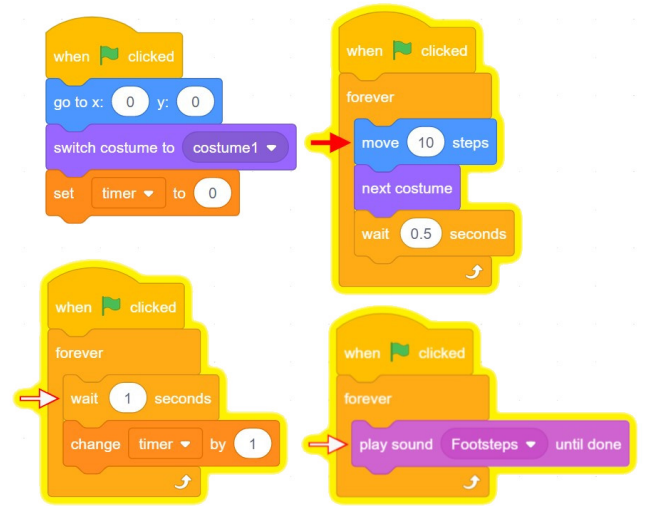 when clicked
go to x: 0 y: 0
switch costume to costume1
set timer to 0
when clicked
forever
move 10 steps
next costume
wait 0.5 seconds
when clicked
forever
wait 1 seconds
change timer by 1
when clicked
forever
play sound Footsteps until done